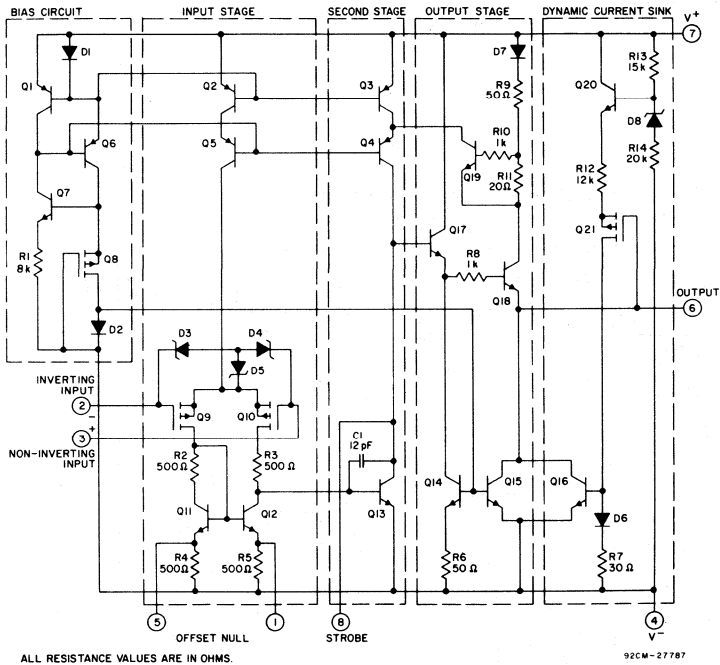 BIAS CIRCUIT
INPUT STAGE
SECOND STAGE
OUTPUT STAGE
DYNAMIC CURRENT SINK
V+
7
D1
Q1
Q2
Q3
D7
R9
50Ω
Q20
R13
15k
D8
Q6
Q5
Q4
R10
1k
Q19
R11
20Ω
R14
20k
R12
12k
Q7
Q17
Q21
R1
8k
Q8
R8
1k
Q18
OUTPUT
6
D2
D3
D4
D5
INVERTING
INPUT
2
-
Q9
Q10
+
3
NON-INVERTING
INPUT
R2
500Ω
R3
500Ω
C1
12pF
Q14
Q15
Q16
Q11
Q12
Q13
D6
R4
500Ω
R5
500Ω
R6
50Ω
R7
30Ω
5
1
8
4
OFFSET NULL
STROBE
V-
ALL RESISTANCE VALUES ARE IN OHMS.
92CM-27787